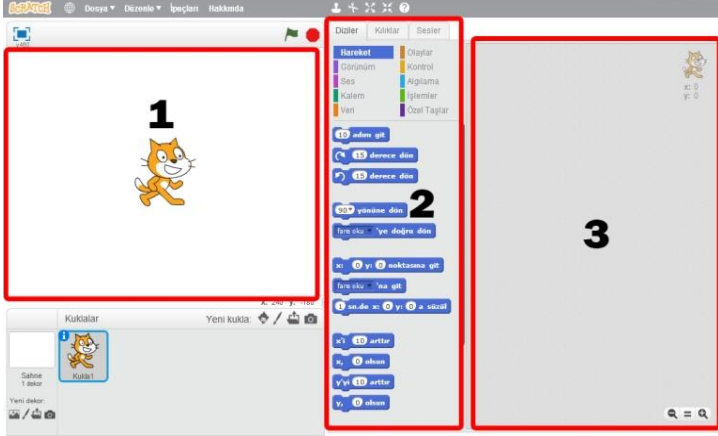 SCRATCH Dosya Düzenle İpuçları Hakkında
v460
1
x: 240 y: -180
Kuklalar Yeni kukla:
Kukla1
Sahne
1 dekor
Yeni dekor:
Diziler Kılıklar Sesler
Hareket Olaylar
Görünüm Kontrol
Ses Algılama
Kalem İşlemler
Veri Özel Taşlar
10 adım git
15 derece dön
15 derece dön
90 yönüne dön
2
fare oku 'ye doğru dön
x: 0 y: 0 noktasına git
fare oku 'na git
1 sn.de x: 0 y: 0 a süzül
x'i 10 arttır
x, 0 olsun
y'yi 10 arttır
y, 0 olsun
x: 0
y: 0
3